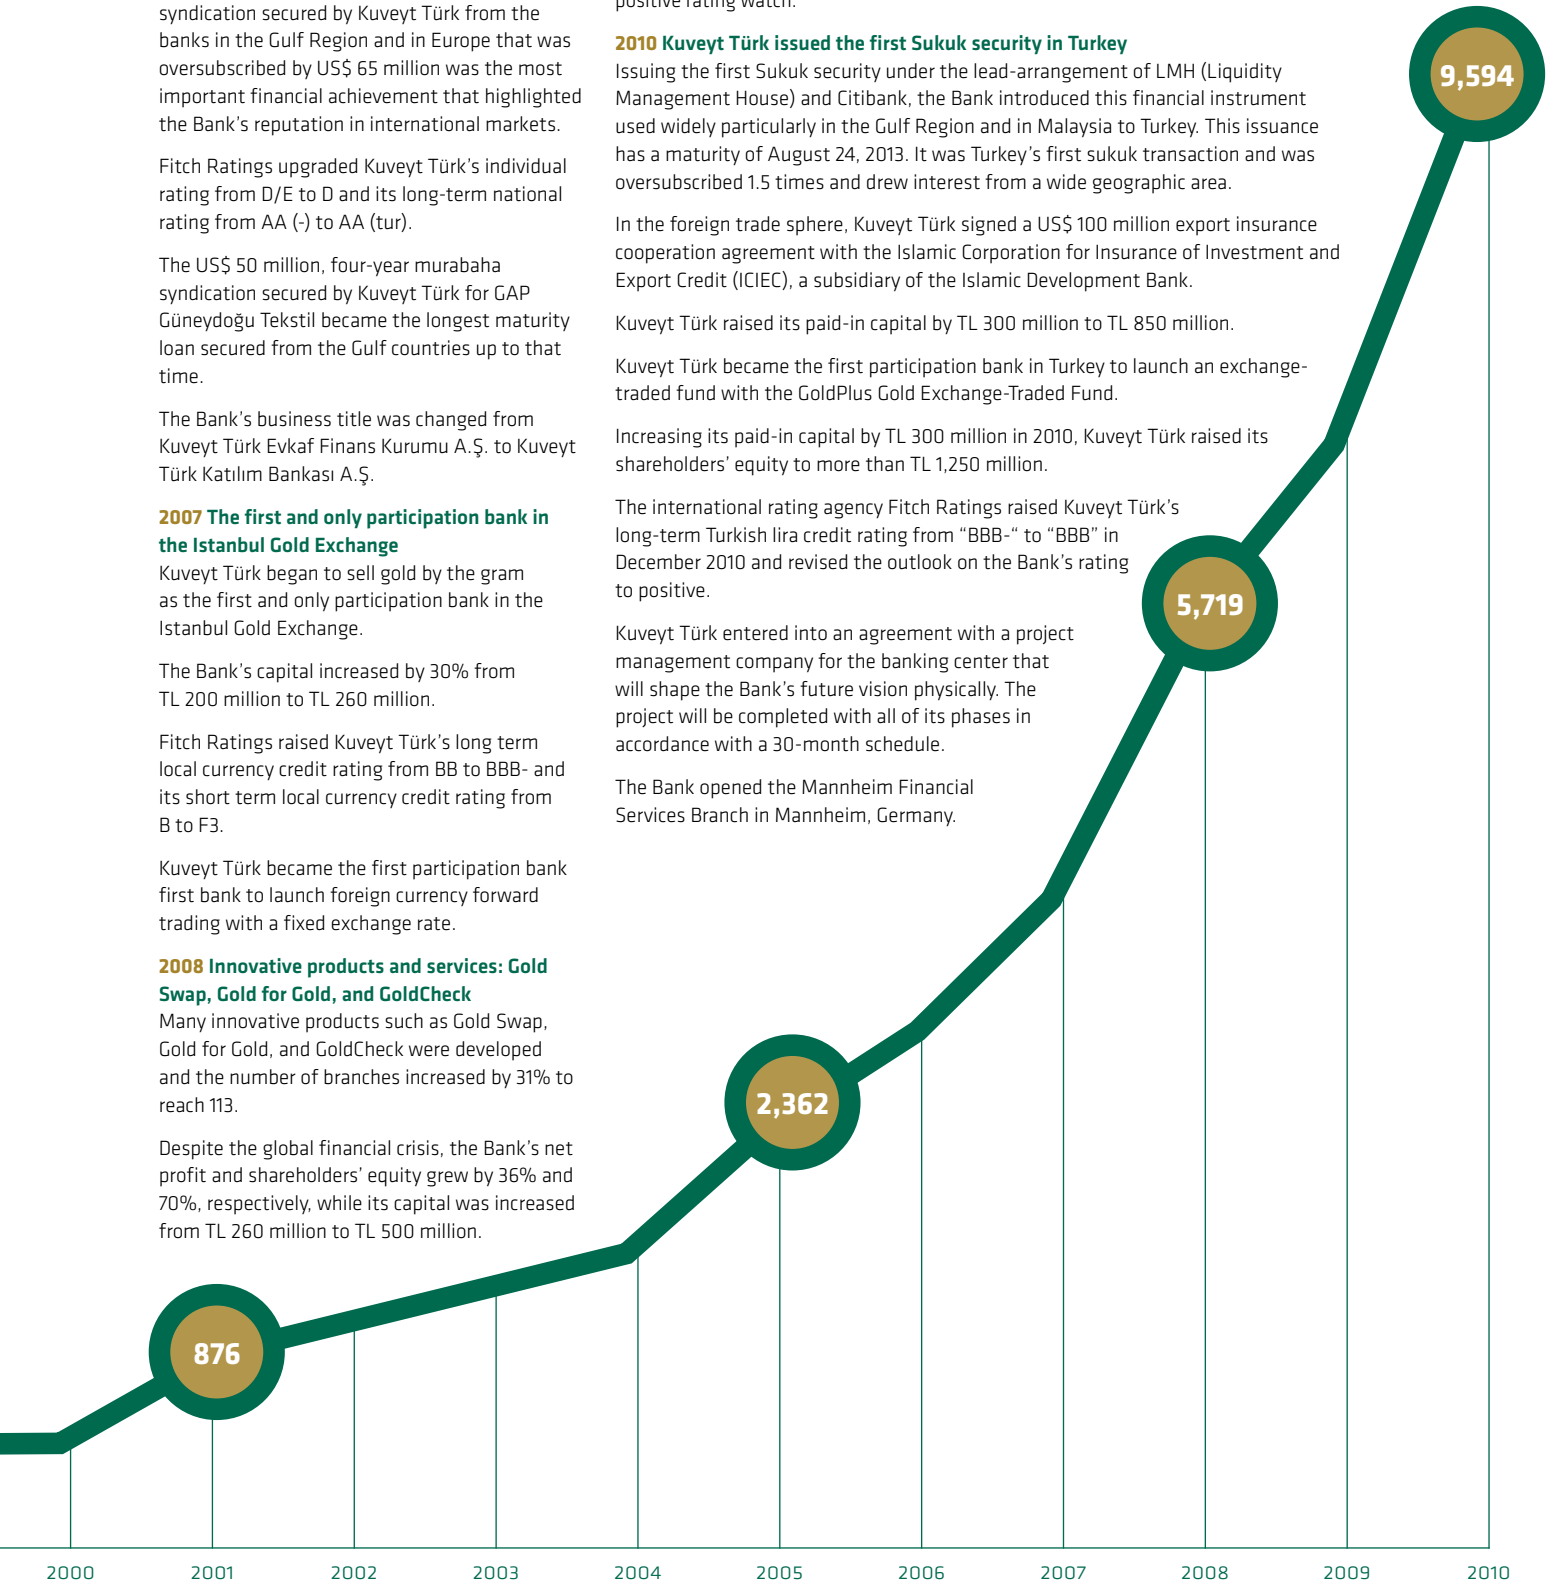 syndication secured by Kuveyt Türk from the
banks in the Gulf Region and in Europe that was
oversubscribed by US$ 65 million was the most
important financial achievement that highlighted
the Bank's reputation in international markets.
Fitch Ratings upgraded Kuveyt Türk's individual
rating from D/E to D and its long-term national
rating from AA (-) to AA (tur).
The US$ 50 million, four-year murabaha
syndication secured by Kuveyt Türk for GAP
Güneydoğu Tekstil became the longest maturity
loan secured from the Gulf countries up to that
time.
The Bank's business title was changed from
Kuveyt Türk Evkaf Finans Kurumu A.Ş. to Kuveyt
Türk Katılım Bankası A.Ş.
2007 The first and only participation bank in
the Istanbul Gold Exchange
Kuveyt Türk began to sell gold by the gram
as the first and only participation bank in the
Istanbul Gold Exchange.
The Bank's capital increased by 30% from
TL 200 million to TL 260 million.
Fitch Ratings raised Kuveyt Türk's long term
local currency credit rating from BB to BBB- and
its short term local currency credit rating from
B to F3.
Kuveyt Türk became the first participation bank
first bank to launch foreign currency forward
trading with a fixed exchange rate.
2008 Innovative products and services: Gold
Swap, Gold for Gold, and GoldCheck
Many innovative products such as Gold Swap,
Gold for Gold, and GoldCheck were developed
and the number of branches increased by 31% to
reach 113.
Despite the global financial crisis, the Bank's net
profit and shareholders' equity grew by 36% and
70%, respectively, while its capital was increased
from TL 260 million to TL 500 million.
positive rating watch.
2010 Kuveyt Türk issued the first Sukuk security in Turkey
Issuing the first Sukuk security under the lead-arrangement of LMH (Liquidity
Management House) and Citibank, the Bank introduced this financial instrument
used widely particularly in the Gulf Region and in Malaysia to Turkey. This issuance
has a maturity of August 24, 2013. It was Turkey's first sukuk transaction and was
oversubscribed 1.5 times and drew interest from a wide geographic area.
In the foreign trade sphere, Kuveyt Türk signed a US$ 100 million export insurance
cooperation agreement with the Islamic Corporation for Insurance of Investment and
Export Credit (ICIEC), a subsidiary of the Islamic Development Bank.
Kuveyt Türk raised its paid-in capital by TL 300 million to TL 850 million.
Kuveyt Türk became the first participation bank in Turkey to launch an exchange-
traded fund with the GoldPlus Gold Exchange-Traded Fund.
Increasing its paid-in capital by TL 300 million in 2010, Kuveyt Türk raised its
shareholders' equity to more than TL 1,250 million.
The international rating agency Fitch Ratings raised Kuveyt Türk's
long-term Turkish lira credit rating from “BBB-“ to “BBB” in
December 2010 and revised the outlook on the Bank's rating
to positive.
Kuveyt Türk entered into an agreement with a project
management company for the banking center that
will shape the Bank's future vision physically. The
project will be completed with all of its phases in
accordance with a 30-month schedule.
The Bank opened the Mannheim Financial
Services Branch in Mannheim, Germany.
9,594
5,719
2,362
876
2000 2001 2002 2003 2004 2005 2006 2007 2008 2009 2010